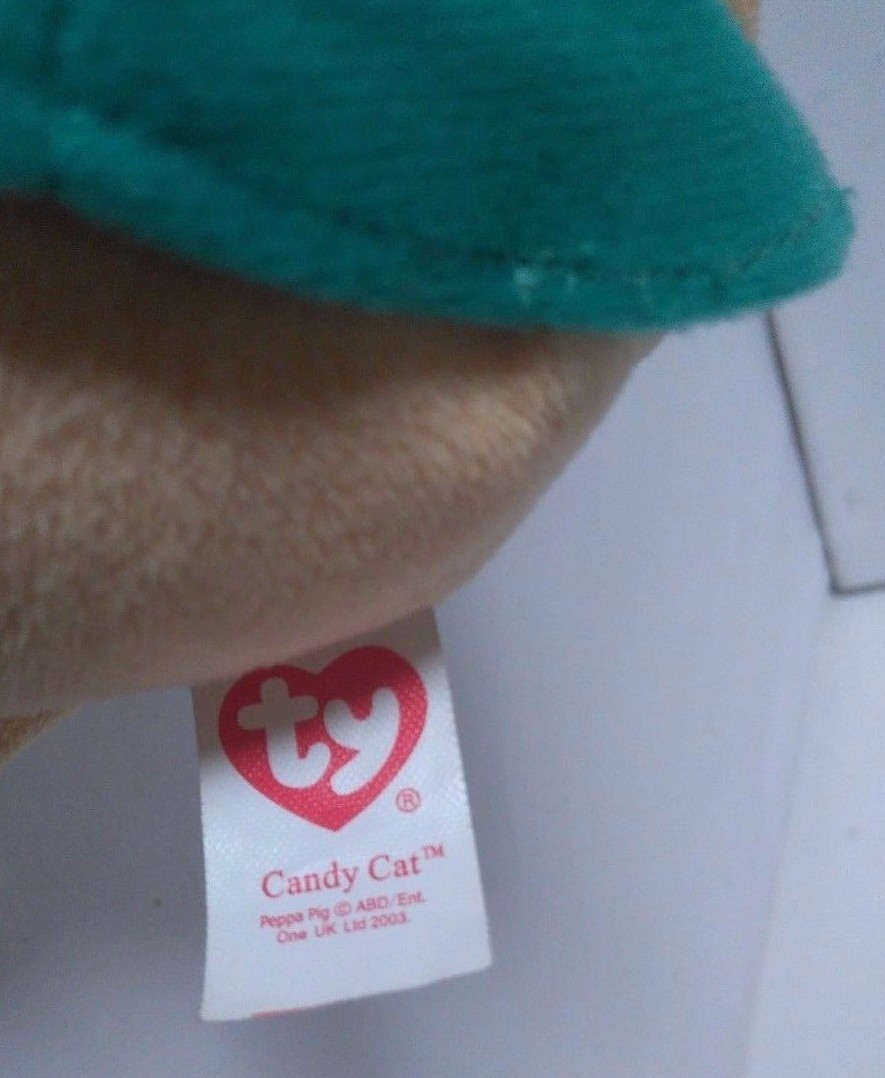 ty
®
Candy Cat™
Peppa Pig © ABD/Ent.
One UK Ltd 2003.